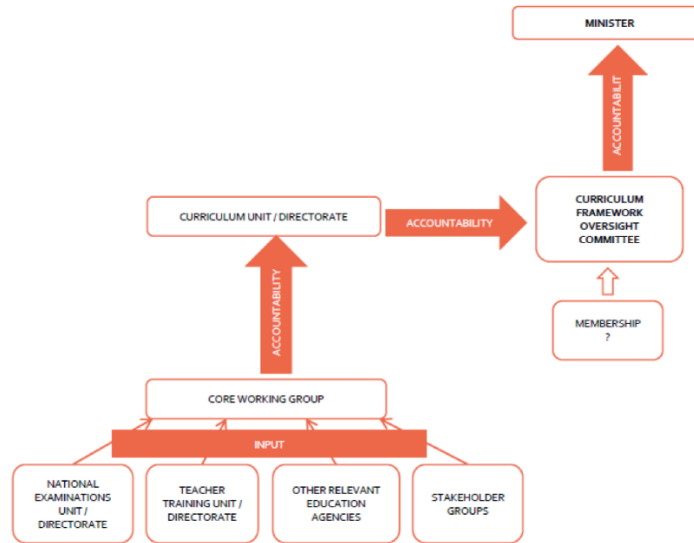 MINISTER
ACCOUNTABILIT
CURRICULUM UNIT / DIRECTORATE
ACCOUNTABILITY
CURRICULUM
FRAMEWORK
OVERSIGHT
COMMITTEE
ACCOUNTABILITY
MEMBERSHIP
?
CORE WORKING GROUP
INPUT
NATIONAL
EXAMINATIONS
UNIT /
DIRECTORATE
TEACHER
TRAINING UNIT /
DIRECTORATE
OTHER RELEVANT
EDUCATION
AGENCIES
STAKEHOLDER
GROUPS